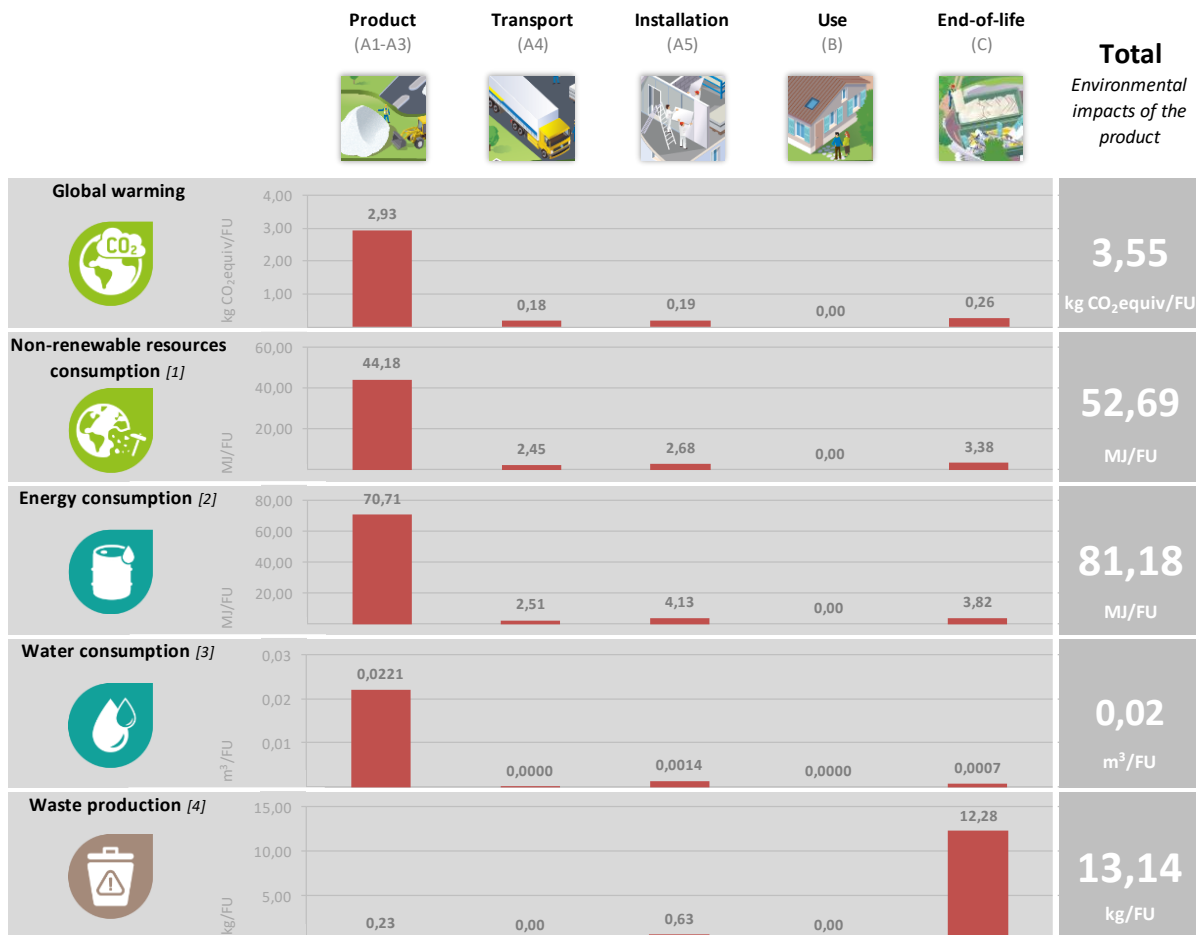 Product Transport Installation Use End-of-life
(A1-A3) (A4) (A5) (B) (C)
Total
Environmental
impacts of the
product
Global warming
CO2
kg CO₂equiv/FU
4,00
3,00
2,00
1,00
2,93 0,18 0,19 0,00 0,26
3,55
kg CO₂equiv/FU
Non-renewable resources
consumption [1]
MJ/FU
60,00
40,00
20,00
44,18 2,45 2,68 0,00 3,38
52,69
MJ/FU
Energy consumption [2]
MJ/FU
80,00
60,00
40,00
20,00
70,71 2,51 4,13 0,00 3,82
81,18
MJ/FU
Water consumption [3]
m³/FU
0,03
0,02
0,01
0,0221 0,0000 0,0014 0,0000 0,0007
0,02
m³/FU
Waste production [4]
kg/FU
15,00
10,00
5,00
0,23 0,00 0,63 0,00 12,28
13,14
kg/FU